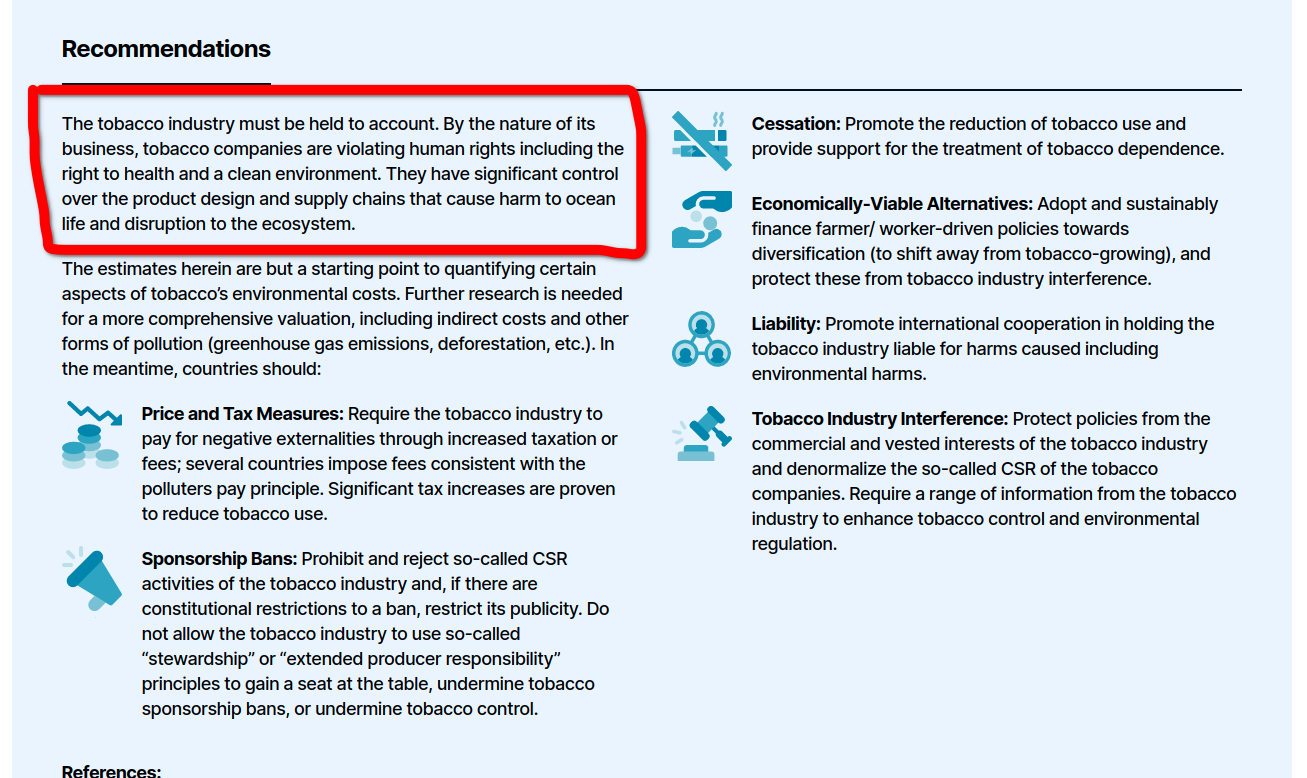 Recommendations
The tobacco industry must be held to account. By the nature of its
business, tobacco companies are violating human rights including the
right to health and a clean environment. They have significant control
over the product design and supply chains that cause harm to ocean
life and disruption to the ecosystem.
The estimates herein are but a starting point to quantifying certain
aspects of tobacco’s environmental costs. Further research is needed
for a more comprehensive valuation, including indirect costs and other
forms of pollution (greenhouse gas emissions, deforestation, etc.). In
the meantime, countries should:
Price and Tax Measures: Require the tobacco industry to
pay for negative externalities through increased taxation or
fees; several countries impose fees consistent with the
polluters pay principle. Significant tax increases are proven
to reduce tobacco use.
Sponsorship Bans: Prohibit and reject so-called CSR
activities of the tobacco industry and, if there are
constitutional restrictions to a ban, restrict its publicity. Do
not allow the tobacco industry to use so-called
“stewardship” or “extended producer responsibility”
principles to gain a seat at the table, undermine tobacco
sponsorship bans, or undermine tobacco control.
Cessation: Promote the reduction of tobacco use and
provide support for the treatment of tobacco dependence.
Economically-Viable Alternatives: Adopt and sustainably
finance farmer/ worker-driven policies towards
diversification (to shift away from tobacco-growing), and
protect these from tobacco industry interference.
Liability: Promote international cooperation in holding the
tobacco industry liable for harms caused including
environmental harms.
Tobacco Industry Interference: Protect policies from the
commercial and vested interests of the tobacco industry
and denormalize the so-called CSR of the tobacco
companies. Require a range of information from the tobacco
industry to enhance tobacco control and environmental
regulation.
References: